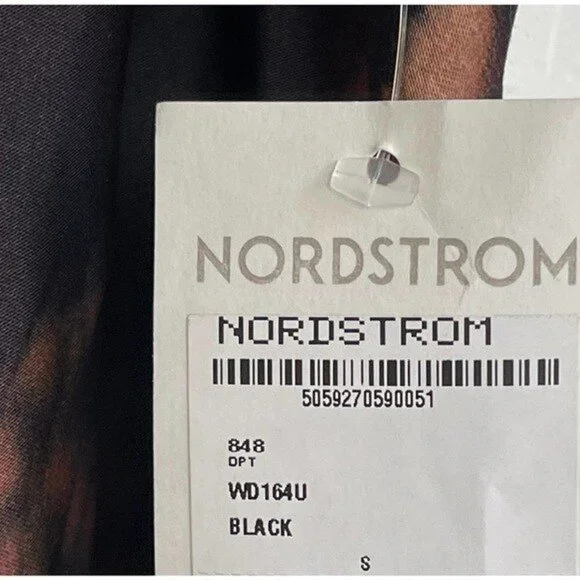 NORDSTROM
NORDSTROM
5059270590051
848
DPT
WD164U
BLACK
S